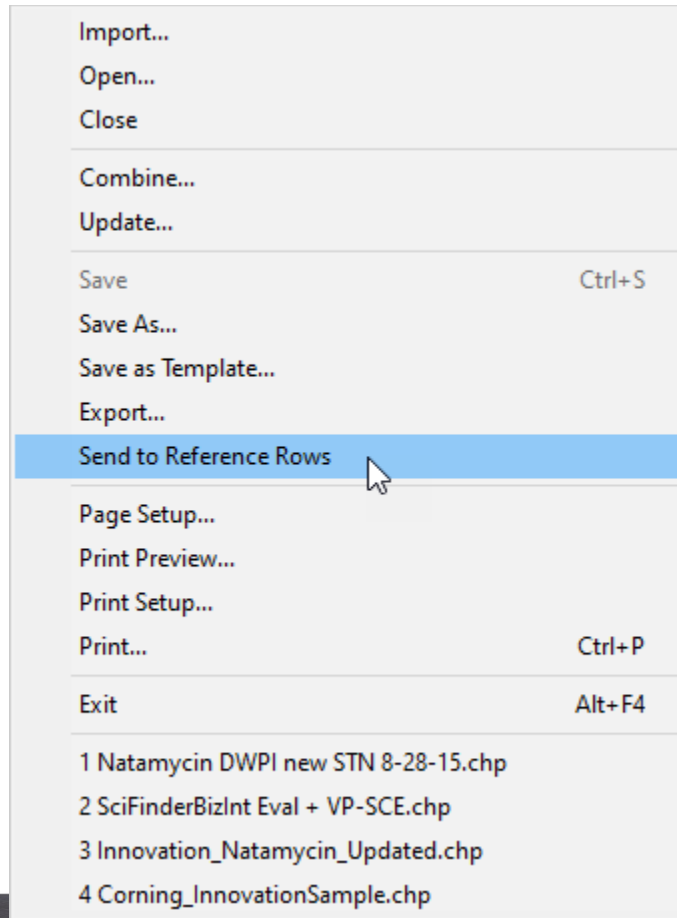 Import...
Open...
Close
Combine...
Update...
Save Ctrl+S
Save As...
Save as Template...
Export...
Send to Reference Rows
Page Setup...
Print Preview...
Print Setup...
Print... Ctrl+P
Exit Alt+F4
1 Natamycin DWPI new STN 8-28-15.chp
2 SciFinderBizInt Eval + VP-SCE.chp
3 Innovation_Natamycin_Updated.chp
4 Corning_InnovationSample.chp